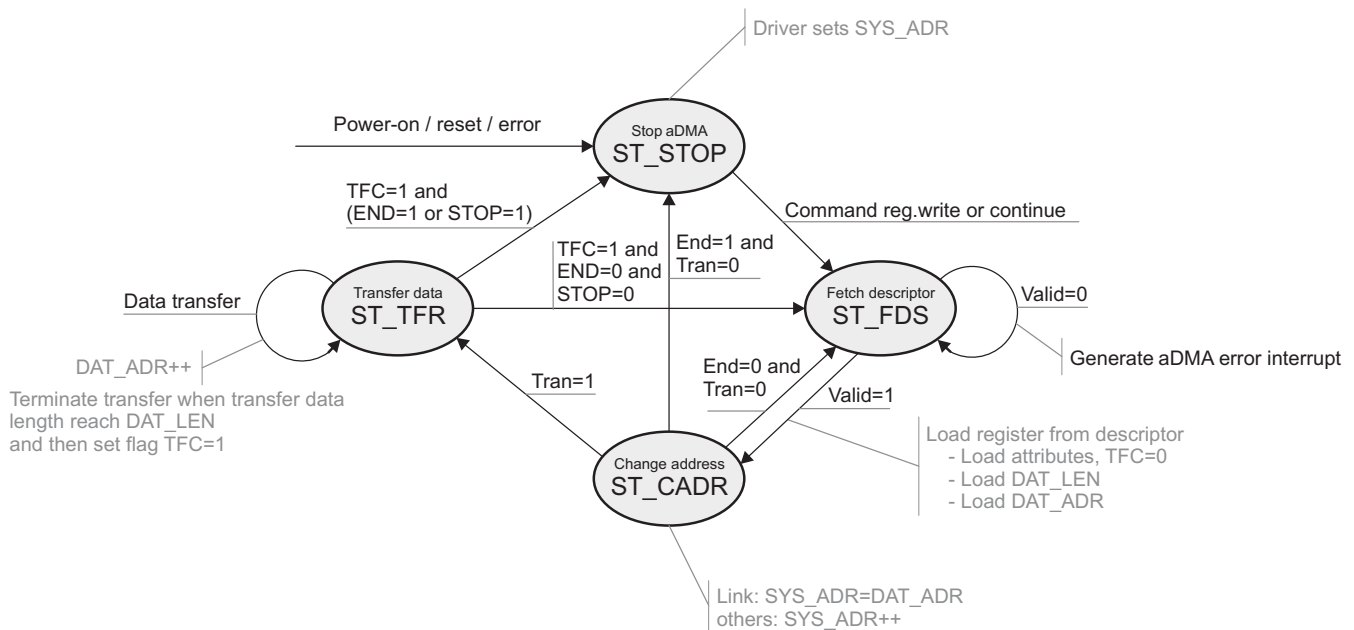 Driver sets SYS_ADR
Power-on / reset / error
Stop aDMA
ST_STOP
TFC=1 and
(END=1 or STOP=1)
Command reg.write or continue
TFC=1 and
END=0 and
STOP=0
End=1 and
Tran=0
Data transfer
Transfer data
ST_TFR
Fetch descriptor
ST_FDS
Valid=0
Generate aDMA error interrupt
DAT_ADR++
Terminate transfer when transfer data
length reach DAT_LEN
and then set flag TFC=1
Tran=1
End=0 and
Tran=0
Valid=1
Load register from descriptor
- Load attributes, TFC=0
- Load DAT_LEN
- Load DAT_ADR
Change address
ST_CADR
Link: SYS_ADR=DAT_ADR
others: SYS_ADR++